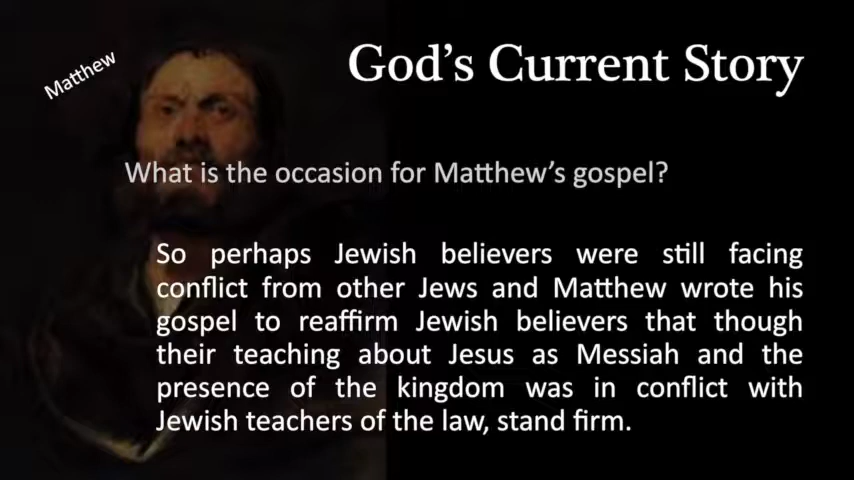 Matthew
God's Current Story
What is the occasion for Matthew's gospel?
So perhaps Jewish believers were still facing
conflict from other Jews and Matthew wrote his
gospel to reaffirm Jewish believers that though
their teaching about Jesus as Messiah and the
presence of the kingdom was in conflict with
Jewish teachers of the law, stand firm.